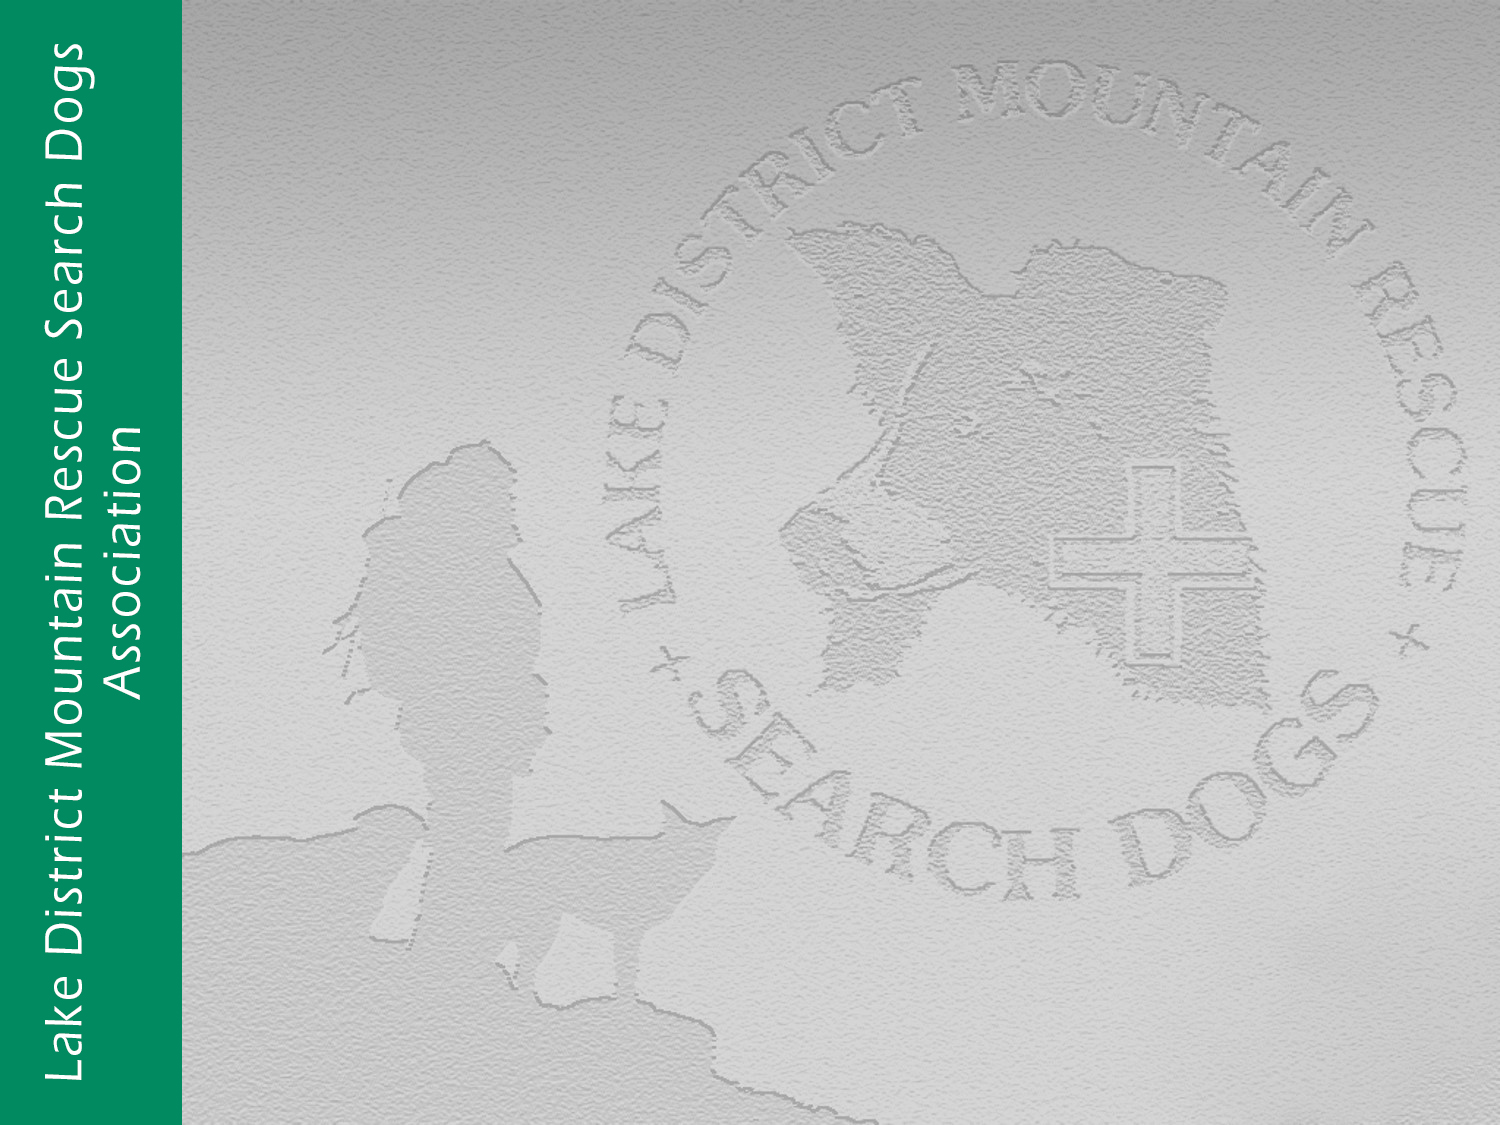 Lake District Mountain Rescue Search Dogs
Association
LAKE DISTRICT MOUNTAIN RESCUE
x SEARCH DOGS x